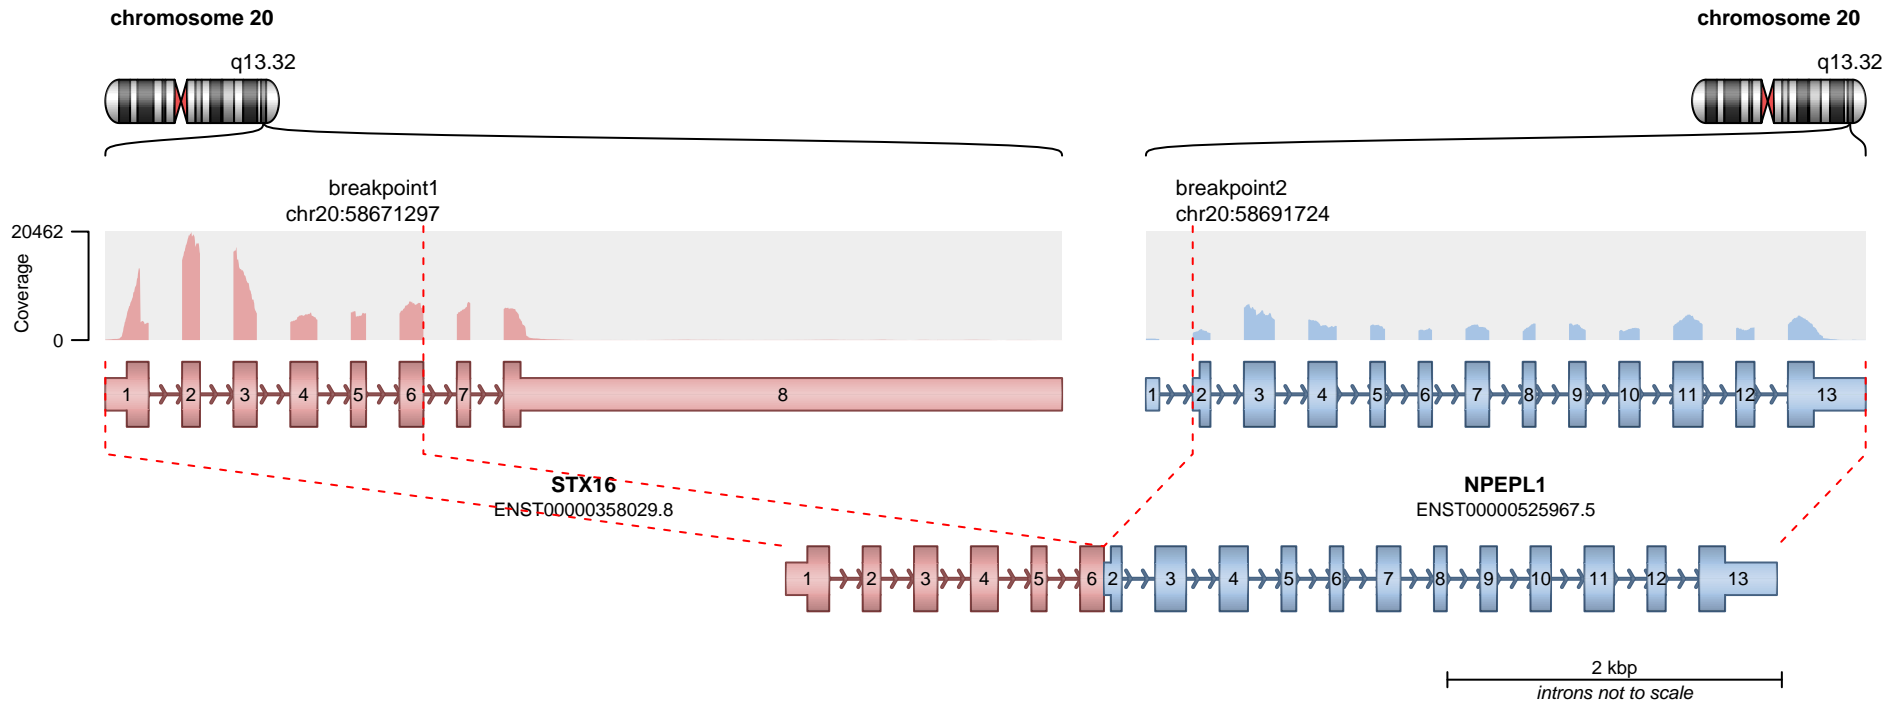 chromosome 20
chromosome 20
q13.32
q13.32
breakpoint1
chr20:58671297
breakpoint2
chr20:58691724
20462
Coverage
0
1 2 3 4 5 6 7 8
1 2 3 4 5 6 7 8 9 10 11 12 13
STX16
ENST00000358029.8
NPEPL1
ENST00000525967.5
1 2 3 4 5 6 2 3 4 5 6 7 8 9 10 11 12 13
2 kbp
introns not to scale